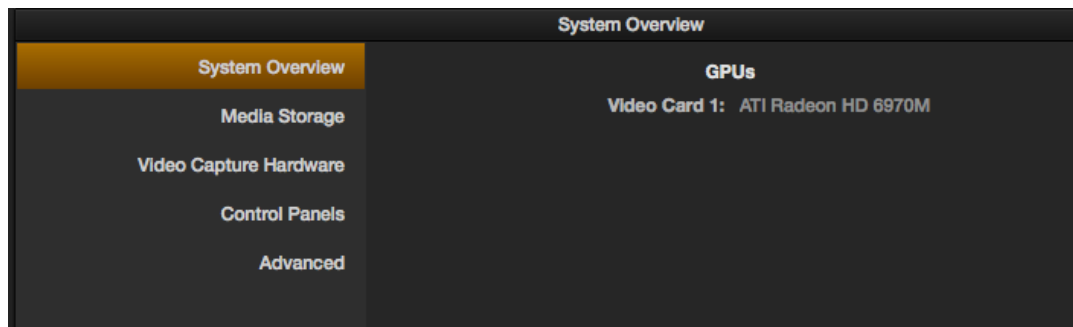 System Overview
System Overview
Media Storage
Video Capture Hardware
Control Panels
Advanced
GPUs
Video Card 1: ATI Radeon HD 6970M